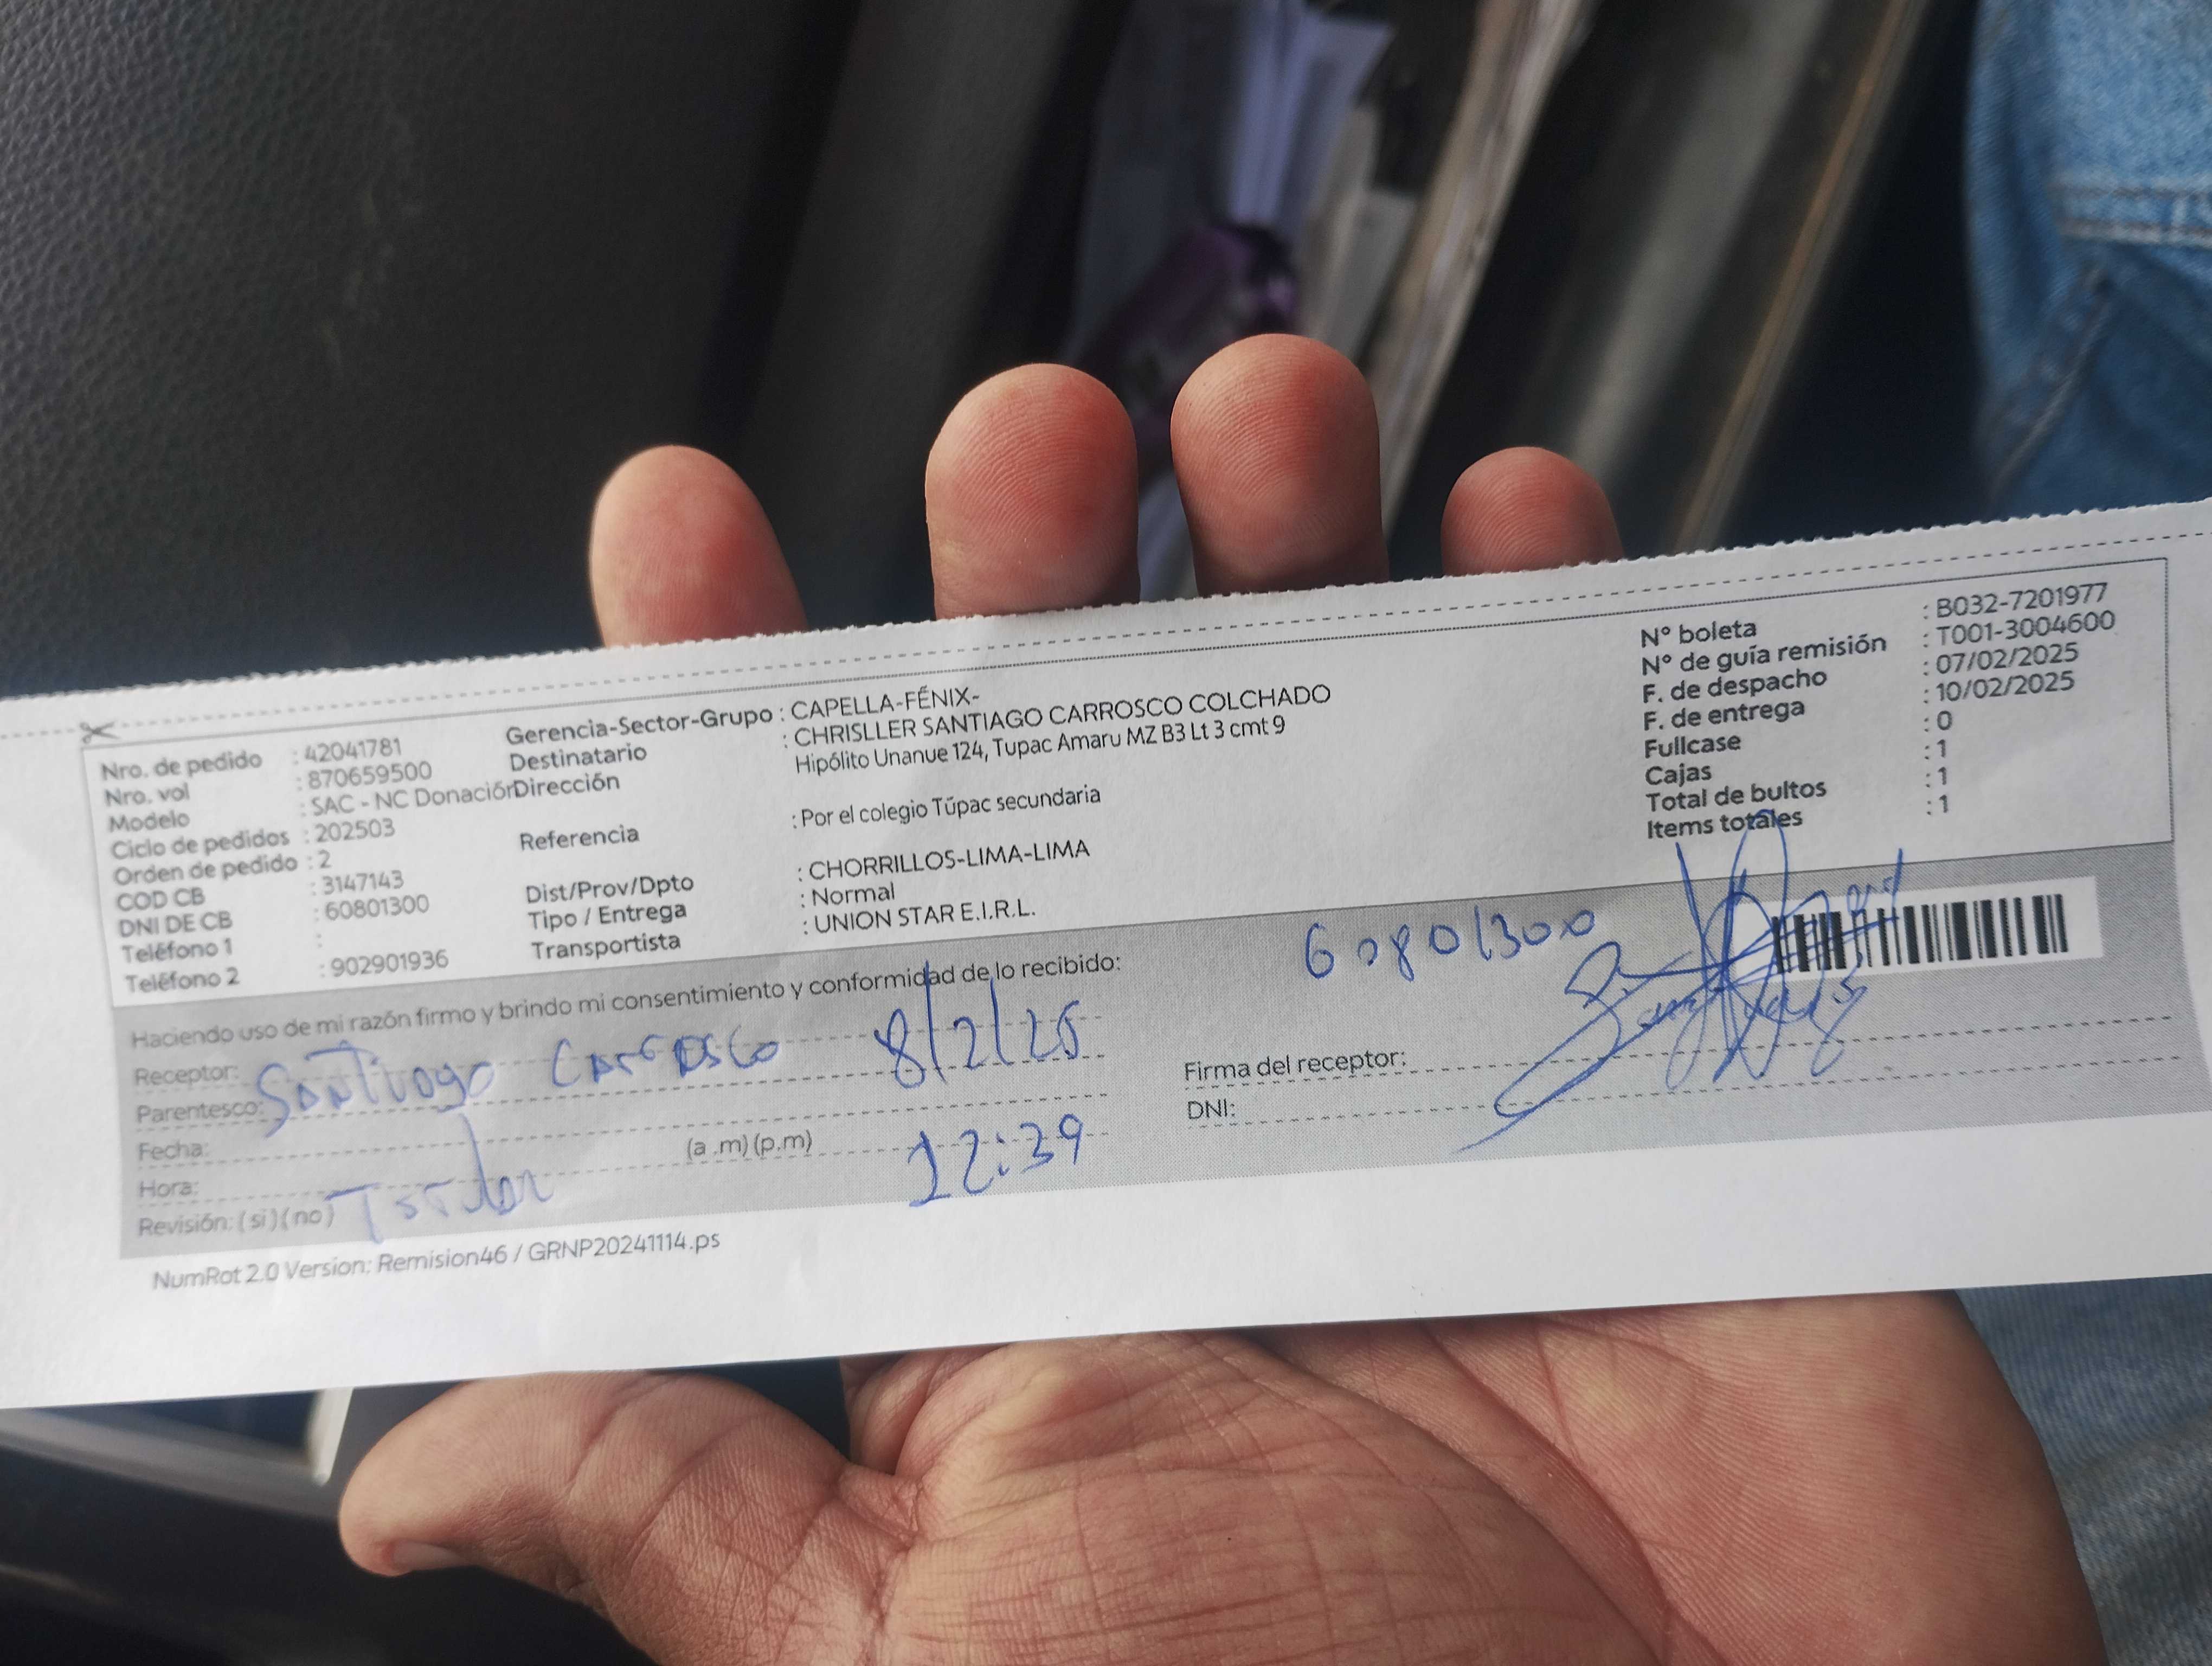 Nro. de pedido : 42041781
Nro. vol : 870659500
Modelo : SAC - NC Donación
Ciclo de pedidos : 202503
Orden de pedido : 2
COD CB : 3147143
DNI DE CB : 60801300
Teléfono 1 :
Teléfono 2 : 902901936
Gerencia-Sector-Grupo : CAPELLA-FÉNIX-
Destinatario : CHRISLLER SANTIAGO CARROSCO COLCHADO
Dirección Hipólito Unanue 124, Tupac Amaru MZ B3 Lt 3 cmt 9
Referencia : Por el colegio Túpac secundaria
Dist/Prov/Dpto : CHORRILLOS-LIMA-LIMA
Tipo / Entrega : Normal
Transportista : UNION STAR E.I.R.L.
N° boleta : B032-7201977
N° de guía remisión : T001-3004600
F. de despacho : 07/02/2025
F. de entrega : 10/02/2025
Fullcase : 0
Cajas : 1
Total de bultos : 1
Items totales : 1
Haciendo uso de mi razón firmo y brindo mi consentimiento y conformidad de lo recibido:
60801300
Receptor: Santiago Carrosco 8/2/25
Parentesco:
Fecha:
Hora: (a .m) (p.m) 12:39
Revisión: (si) (no)
Firma del receptor:
DNI:
NumRot 2.0 Version: Remision46 / GRNP20241114.ps